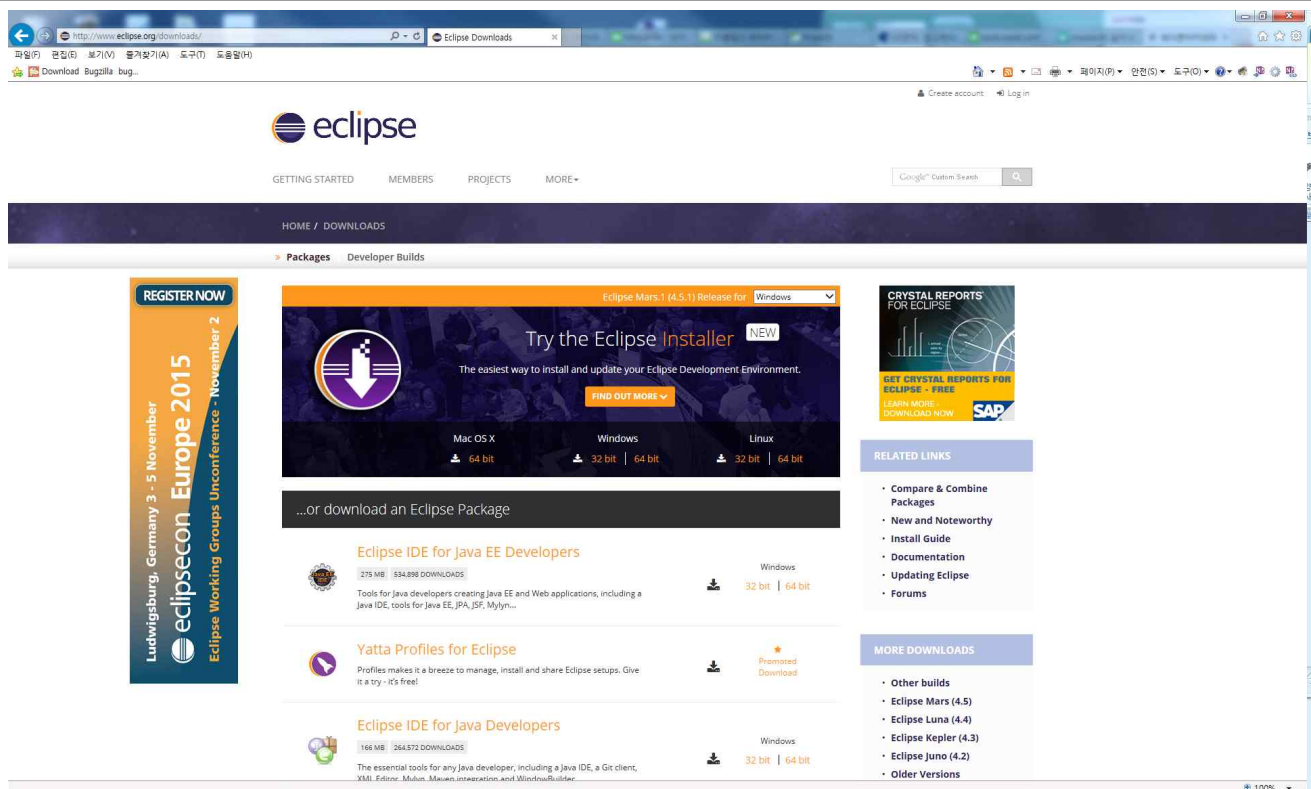 http://www.eclipse.org/downloads/
Eclipse Downloads
파일(F) 편집(E) 보기(V) 즐겨찾기(A) 도구(T) 도움말(H)
Download Bugzilla bug...
페이지(P) 안전(S) 도구(O)
Create account Log in
eclipse
GETTING STARTED MEMBERS PROJECTS MORE
Google™ Custom Search
HOME / DOWNLOADS
» Packages Developer Builds
REGISTER NOW
Ludwigsburg, Germany 3 - 5 November
eclipsecon Europe 2015
Eclipse Working Groups Unconference - November 2
Eclipse Mars.1 (4.5.1) Release for Windows
Try the Eclipse Installer NEW
The easiest way to install and update your Eclipse Development Environment.
FIND OUT MORE
Mac OS X Windows Linux
64 bit 32 bit | 64 bit 32 bit | 64 bit
...or download an Eclipse Package
Java EE IDE
Eclipse IDE for Java EE Developers
275 MB 534,898 DOWNLOADS
Tools for Java developers creating Java EE and Web applications, including a
Java IDE, tools for Java EE, JPA, JSF, Mylyn...
Windows
32 bit | 64 bit
Yatta Profiles for Eclipse
Profiles makes it a breeze to manage, install and share Eclipse setups. Give
it a try - it's free!
Promoted
Download
Eclipse IDE for Java Developers
166 MB 264,572 DOWNLOADS
The essential tools for any Java developer, including a Java IDE, a Git client,
XML Editor, Mylyn, Maven integration and WindowBuilder
Windows
32 bit | 64 bit
CRYSTAL REPORTS
FOR ECLIPSE
GET CRYSTAL REPORTS FOR
ECLIPSE - FREE
LEARN MORE -
DOWNLOAD NOW
SAP
RELATED LINKS
• Compare & Combine
Packages
• New and Noteworthy
• Install Guide
• Documentation
• Updating Eclipse
• Forums
MORE DOWNLOADS
• Other builds
• Eclipse Mars (4.5)
• Eclipse Luna (4.4)
• Eclipse Kepler (4.3)
• Eclipse Juno (4.2)
• Older Versions
100%